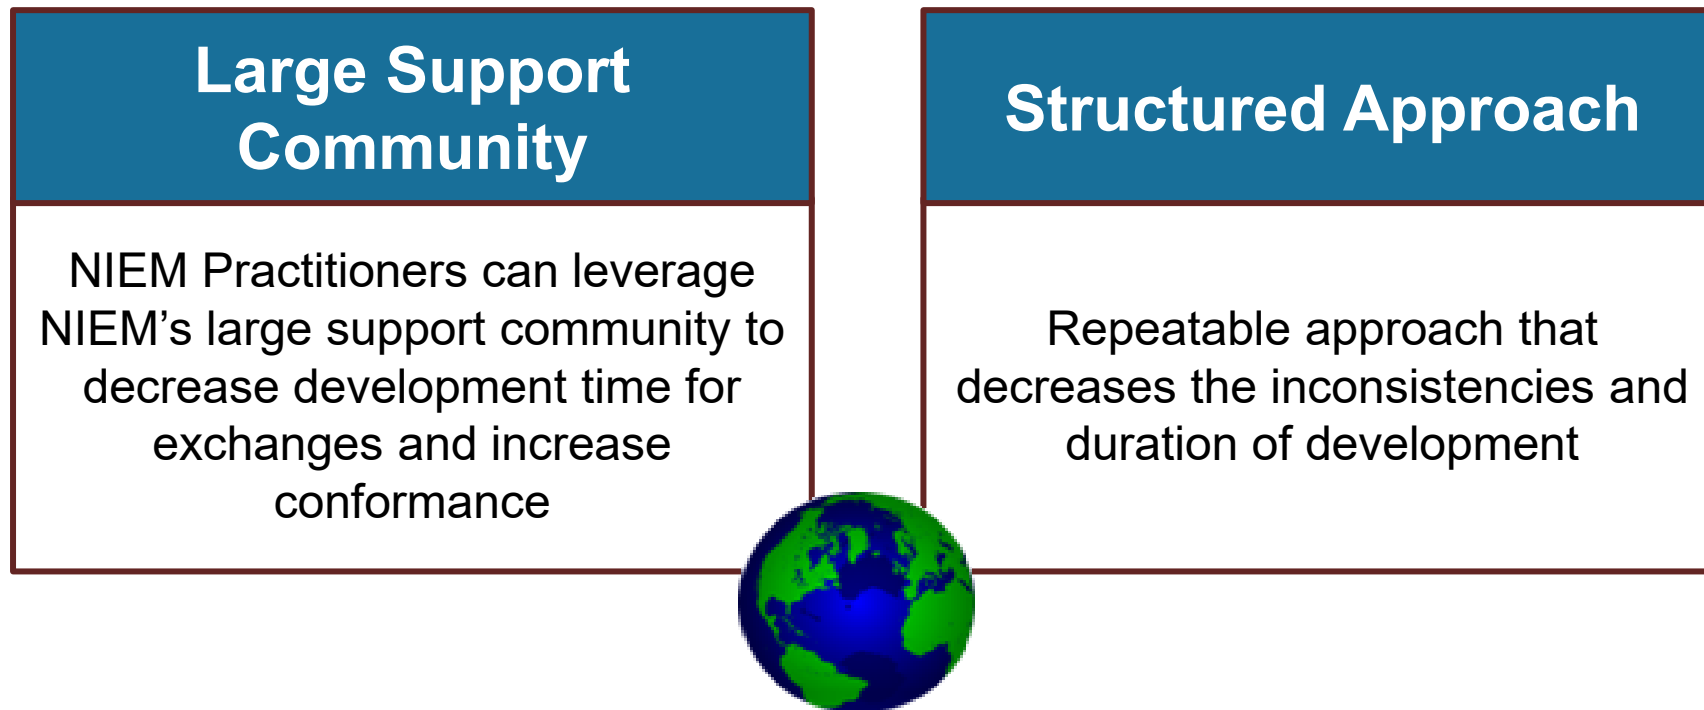 Large Support
Community
NIEM Practitioners can leverage
NIEM’s large support community to
decrease development time for
exchanges and increase
conformance
Structured Approach
Repeatable approach that
decreases the inconsistencies and
duration of development